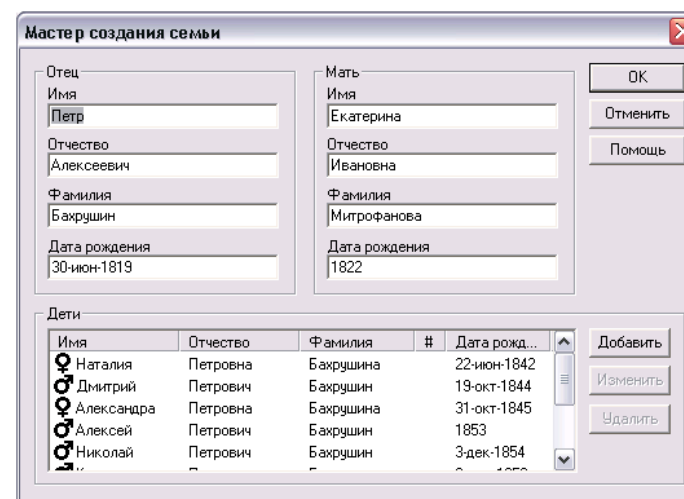 Мастер создания семьи
Отец
Имя
Петр
Отчество
Алексеевич
Фамилия
Бахрушин
Дата рождения
30-июн-1819
Мать
Имя
Екатерина
Отчество
Ивановна
Фамилия
Митрофанова
Дата рождения
1822
OK
Отменить
Помощь
Дети
Имя Отчество Фамилия # Дата рожд...
Наталия Петровна Бахрушина 22-июн-1842
Дмитрий Петрович Бахрушин 19-окт-1844
Александра Петровна Бахрушина 31-окт-1845
Алексей Петрович Бахрушин 1853
Николай Петрович Бахрушин 3-дек-1854
Добавить
Изменить
Удалить